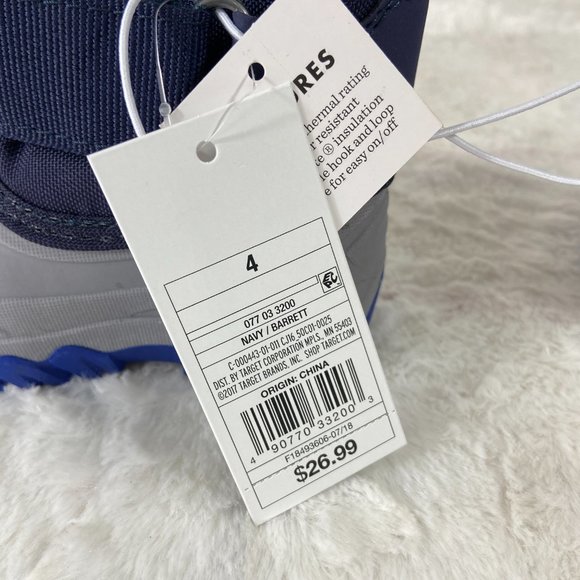 URES
thermal rating
resistant
® insulation
hook and loop
for easy on/off
4
077 03 3200
NAVY / BARRETT
C-000443-01-011 CJ16 50C01-0025
DIST. BY TARGET CORPORATION MPLS, MN 55403
©2017 TARGET BRANDS, INC. SHOP TARGET.COM
ORIGIN: CHINA
4 90770 33200 3
F18493606-07/18
$26.99